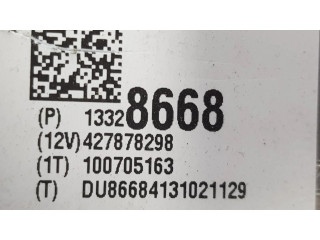 (P) 13328668
(12V) 427878298
(1T) 100705163
(T) DU86684131021129